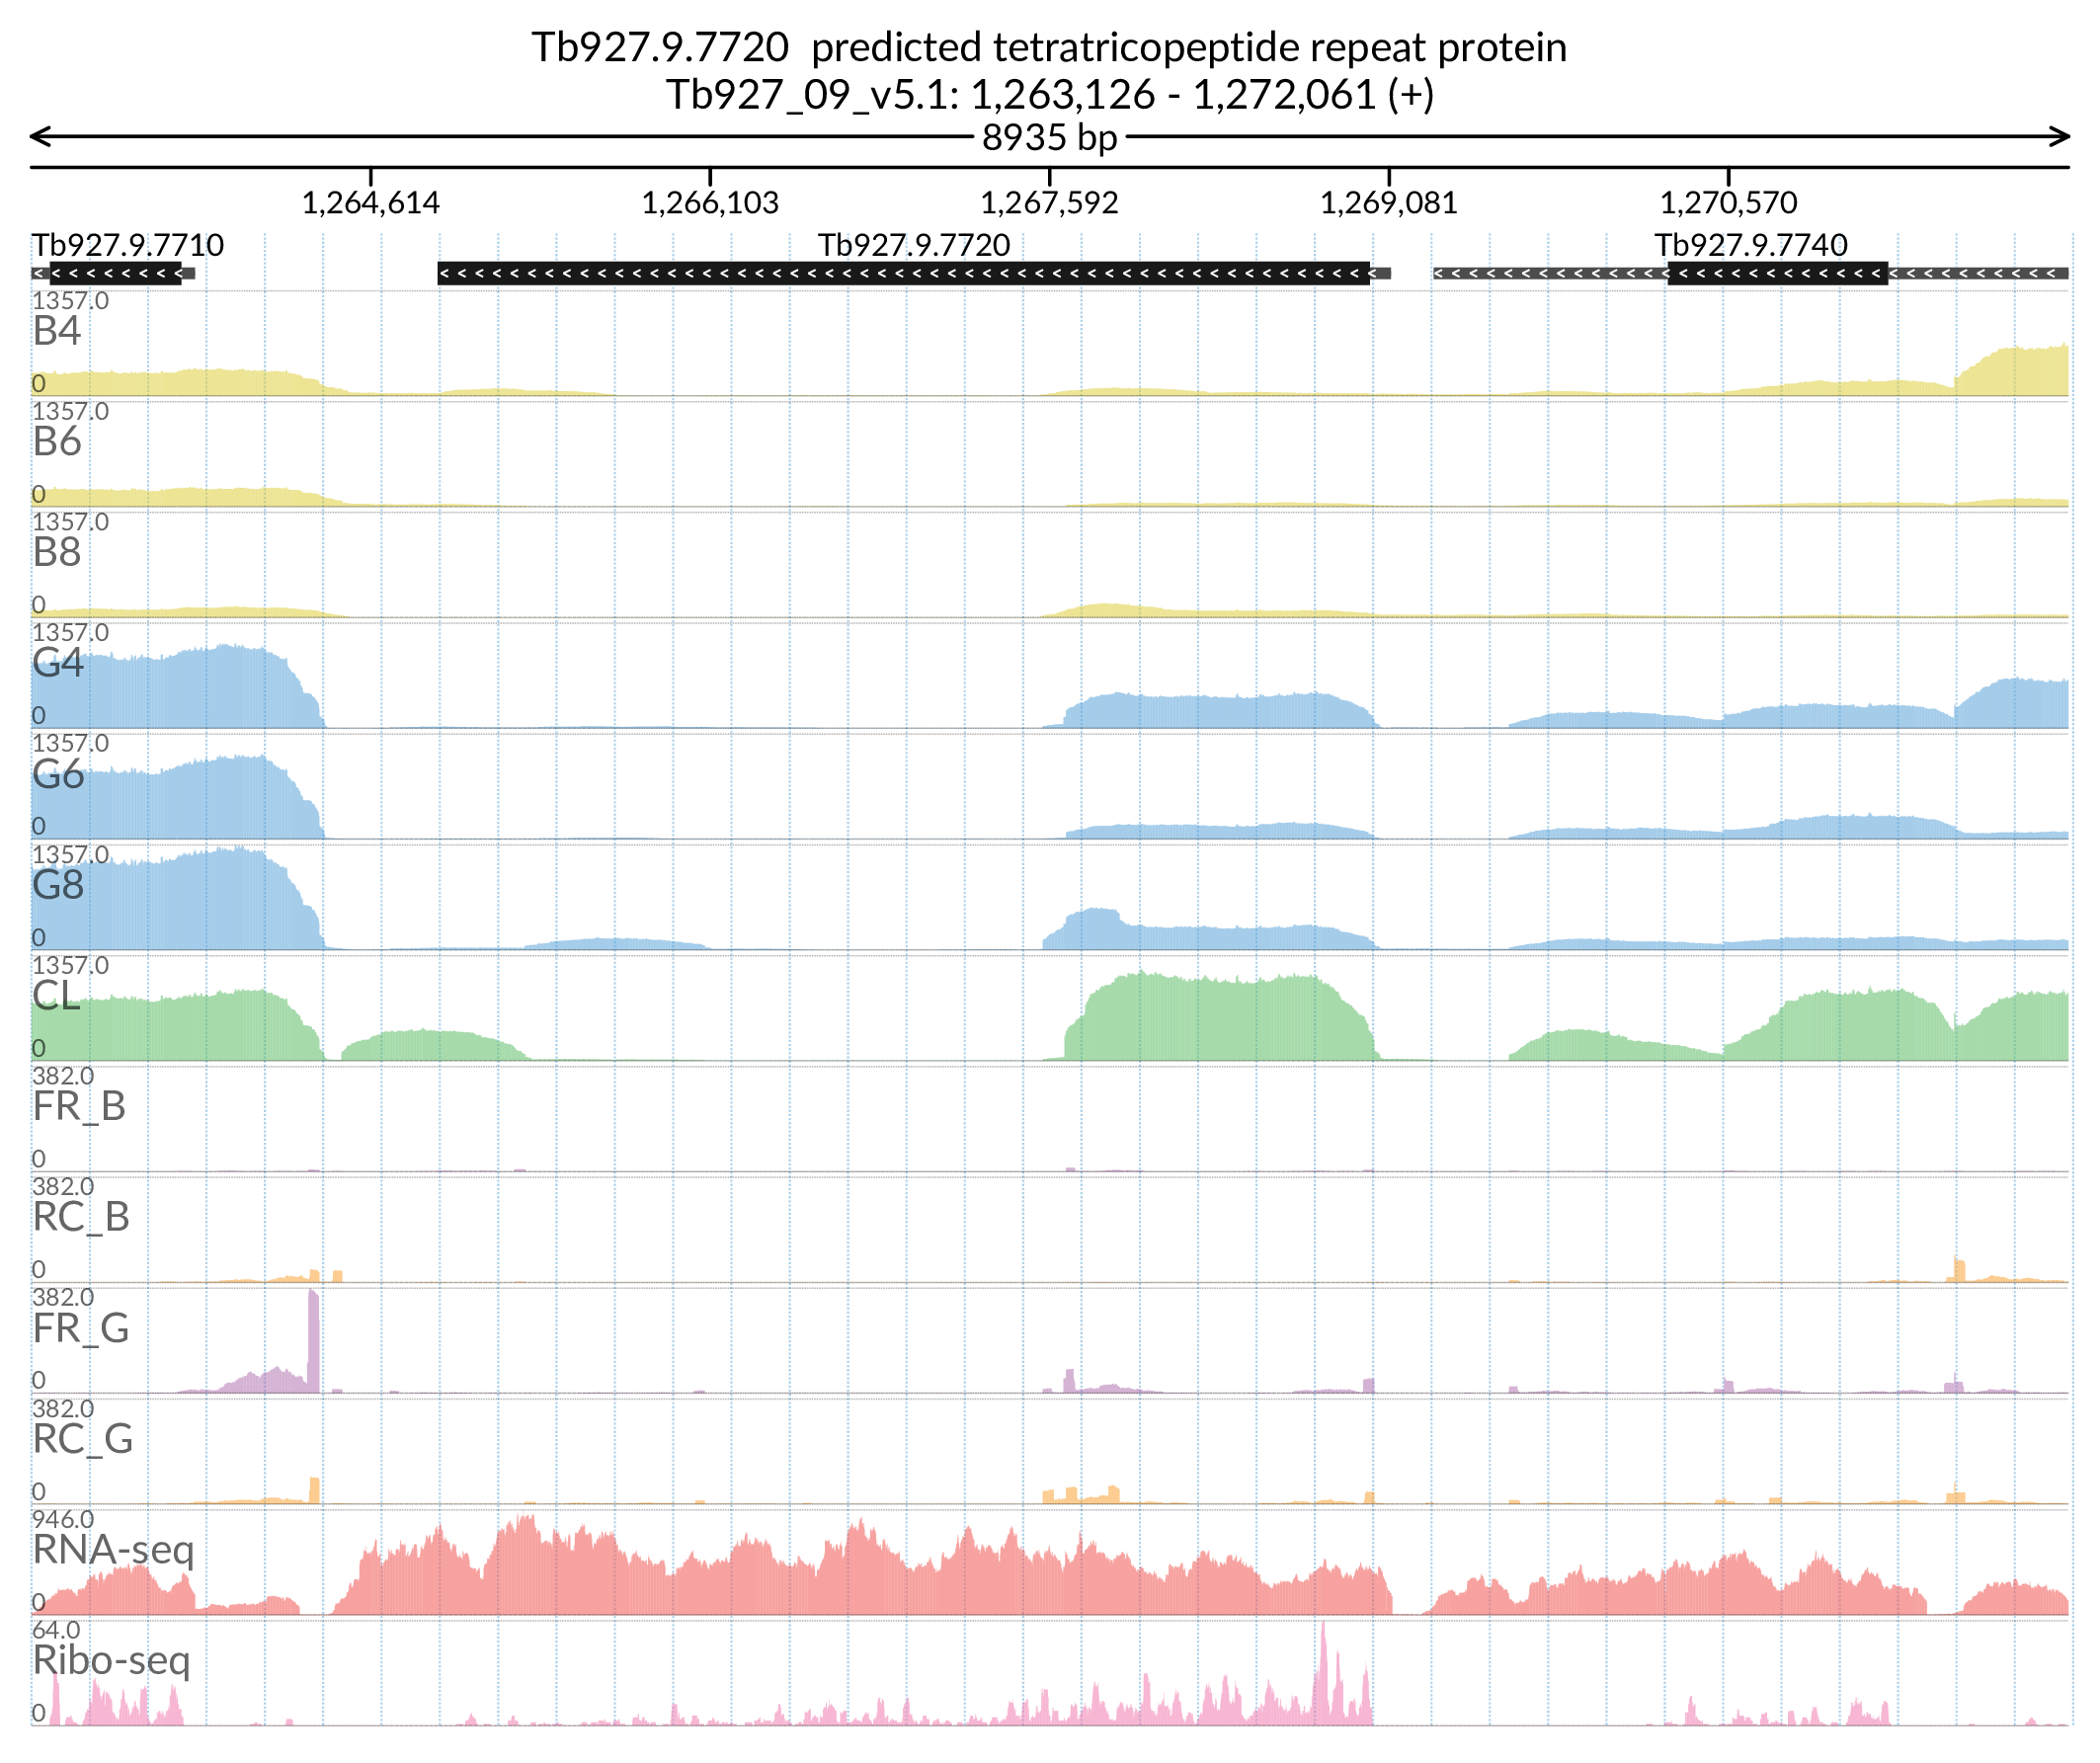 Tb927.9.7720  predicted tetratricopeptide repeat protein
Tb927_09_v5.1: 1,263,126 - 1,272,061 (+)
8935 bp
1,264,614 1,266,103 1,267,592 1,269,081 1,270,570
Tb927.9.7710 Tb927.9.7720 Tb927.9.7740
1357.0
B4
0
1357.0
B6
0
1357.0
B8
0
1357.0
G4
0
1357.0
G6
0
1357.0
G8
0
1357.0
CL
0
382.0
FR_B
0
382.0
RC_B
0
382.0
FR_G
0
382.0
RC_G
0
946.0
RNA-seq
0
64.0
Ribo-seq
0